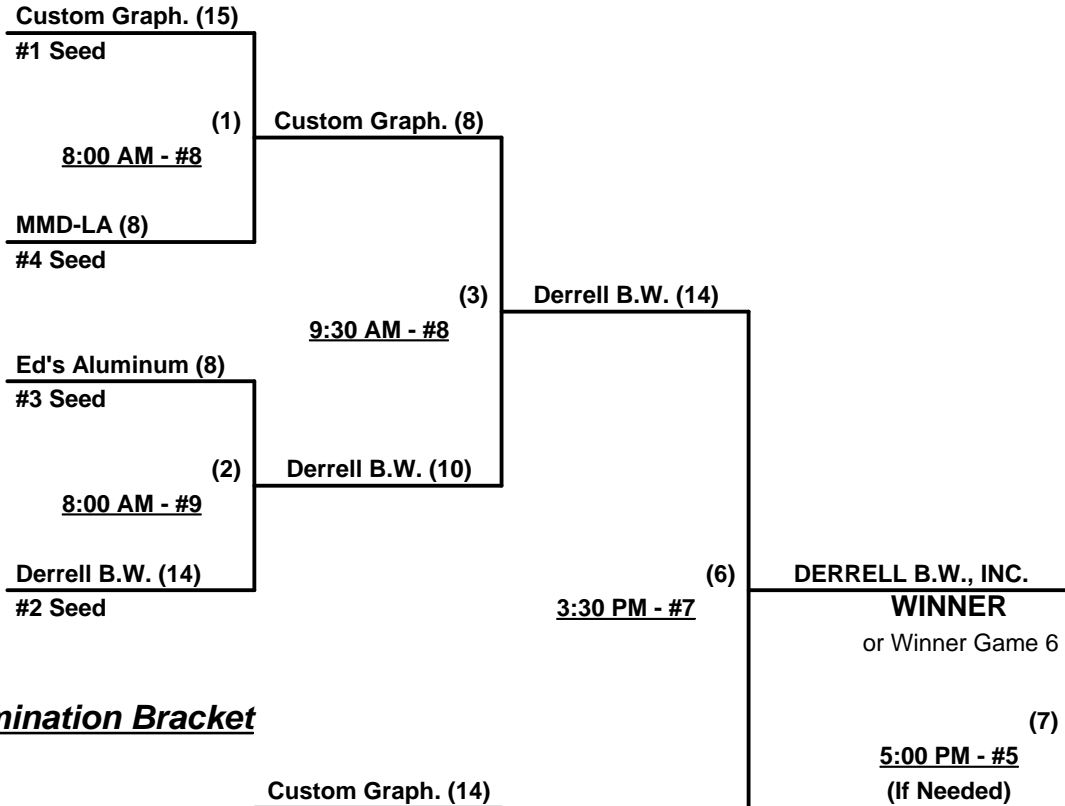 Custom Graph. (15)
#1 Seed
(1)
Custom Graph. (8)
8:00 AM - #8
MMD-LA (8)
#4 Seed
(3)
Derrell B.W. (14)
9:30 AM - #8
Ed's Aluminum (8)
#3 Seed
(2)
Derrell B.W. (10)
8:00 AM - #9
Derrell B.W. (14)
#2 Seed
(6)
DERRELL B.W., INC.
3:30 PM - #7
WINNER
or Winner Game 6
mination Bracket
(7)
5:00 PM - #5
(If Needed)
Custom Graph. (14)